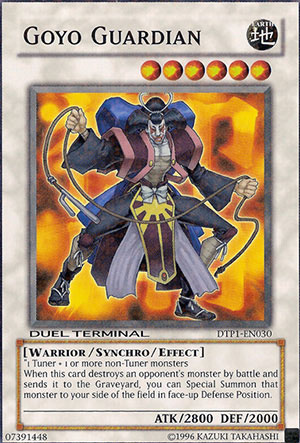 GOYO GUARDIAN
EARTH
地
DUEL TERMINAL
DTP1-EN030
[WARRIOR/SYNCHRO/EFFECT]
1 Tuner + 1 or more non-Tuner monsters
When this card destroys an opponent's monster by battle and
sends it to the Graveyard, you can Special Summon that
monster to your side of the field in face-up Defense Position.
ATK/2800 DEF/2000
07391448
©1996 KAZUKI TAKAHASHI